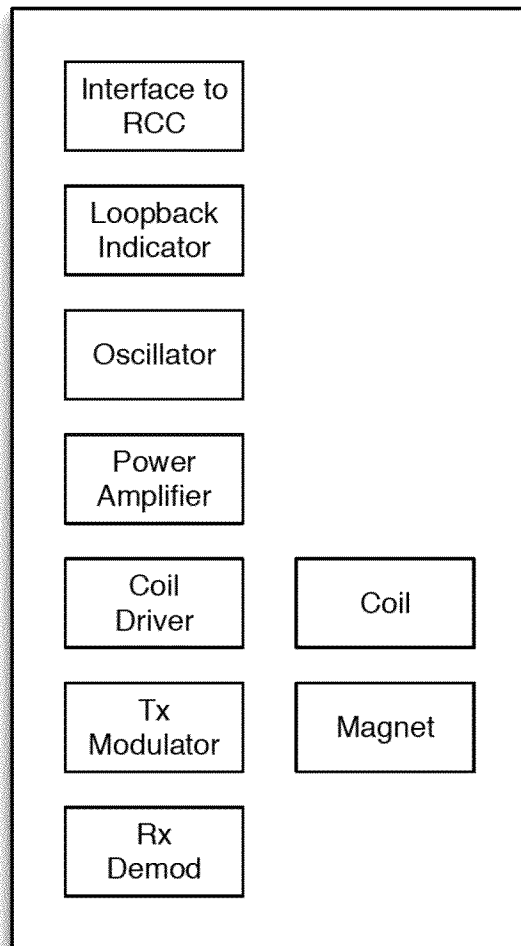 Interface to
RCC
Loopback
Indicator
Oscillator
Power
Amplifier
Coil
Driver
Coil
Tx
Modulator
Magnet
Rx
Demod